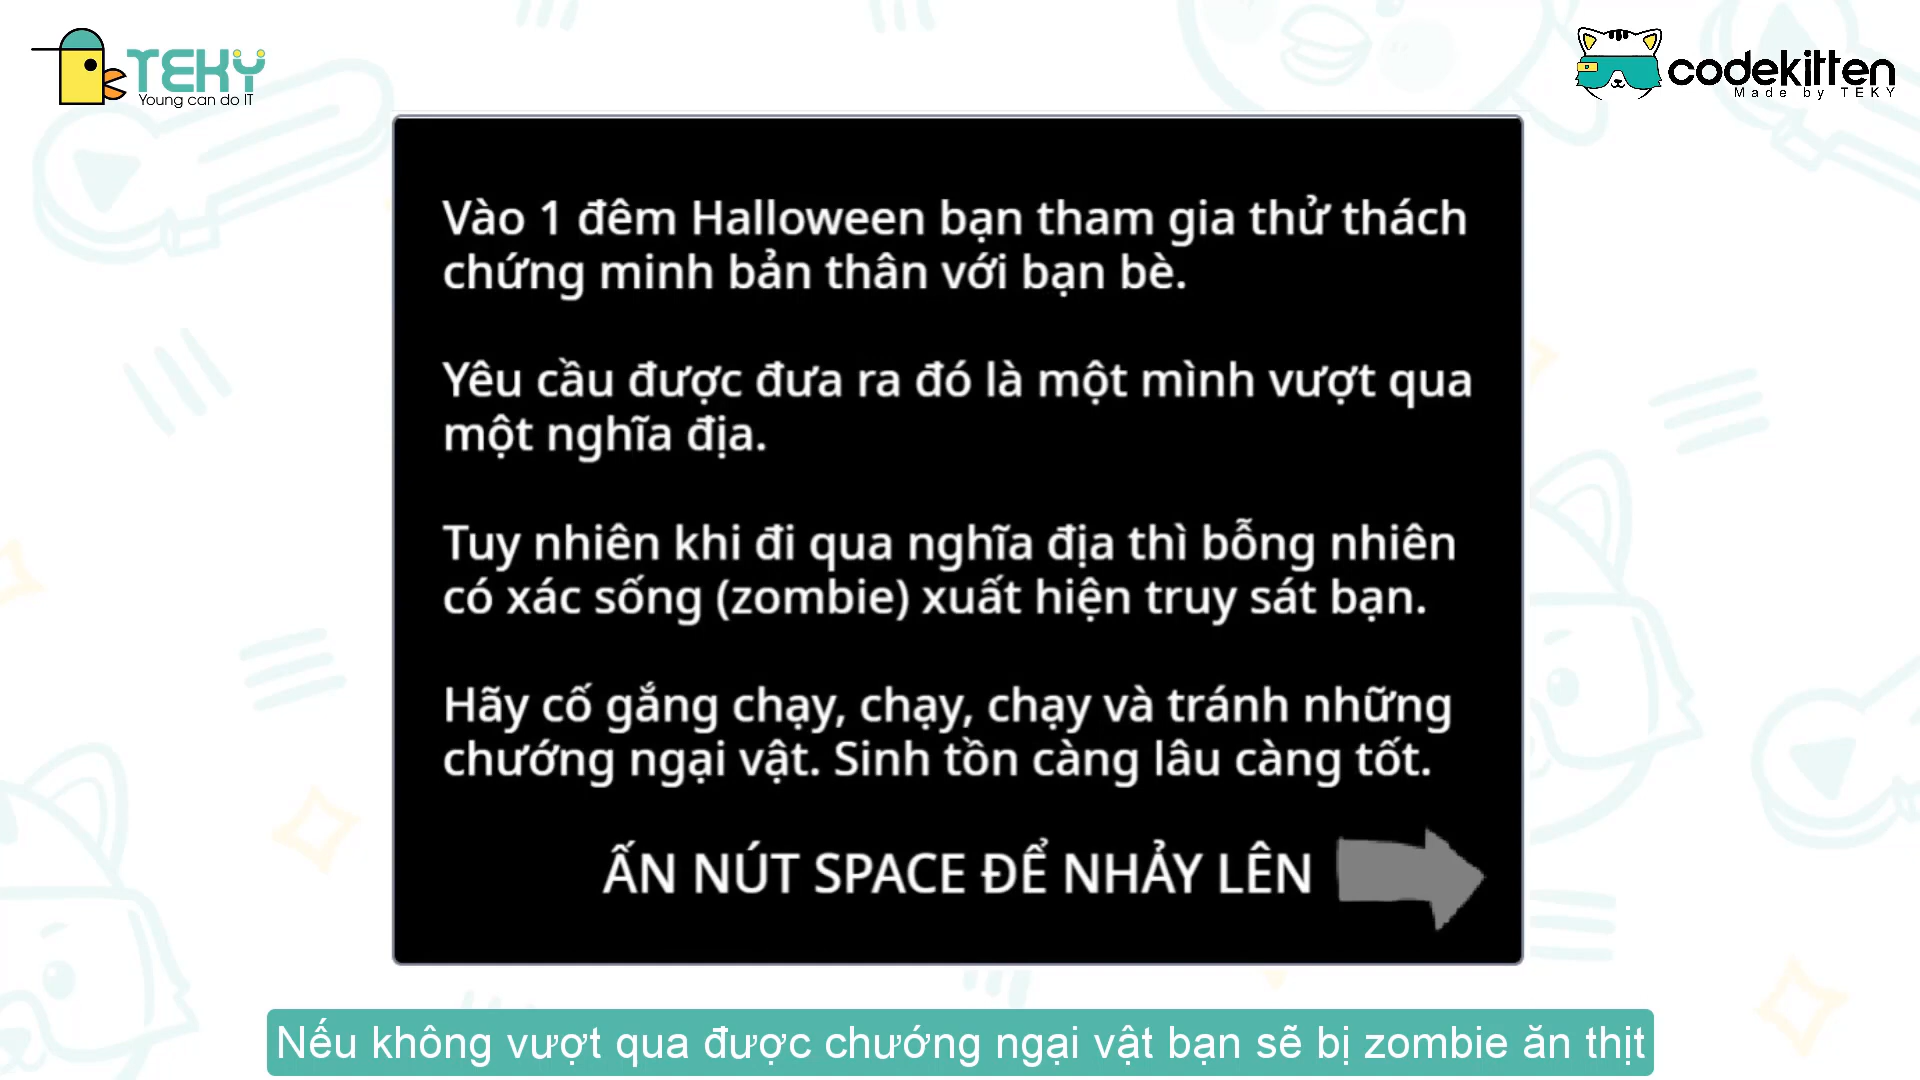 TEKY
Young can do IT
codekitten
Made by TEKY
Vào 1 đêm Halloween bạn tham gia thử thách
chứng minh bản thân với bạn bè.
Yêu cầu được đưa ra đó là một mình vượt qua
một nghĩa địa.
Tuy nhiên khi đi qua nghĩa địa thì bỗng nhiên
có xác sống (zombie) xuất hiện truy sát bạn.
Hãy cố gắng chạy, chạy, chạy và tránh những
chướng ngại vật. Sinh tồn càng lâu càng tốt.
ẤN NÚT SPACE ĐỂ NHẢY LÊN
Nếu không vượt qua được chướng ngại vật bạn sẽ bị zombie ăn thịt